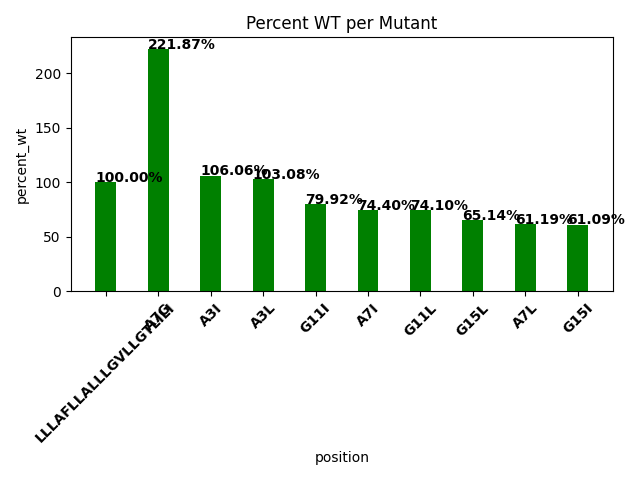 Percent WT per Mutant
percent_wt
200
150
100
50
0
221.87%
100.00%
106.06%
103.08%
79.92%
74.40%
74.10%
65.14%
61.19%
61.09%
A7G
A3I
A3L
G11I
A7I
G11L
G15L
A7L
G15I
position